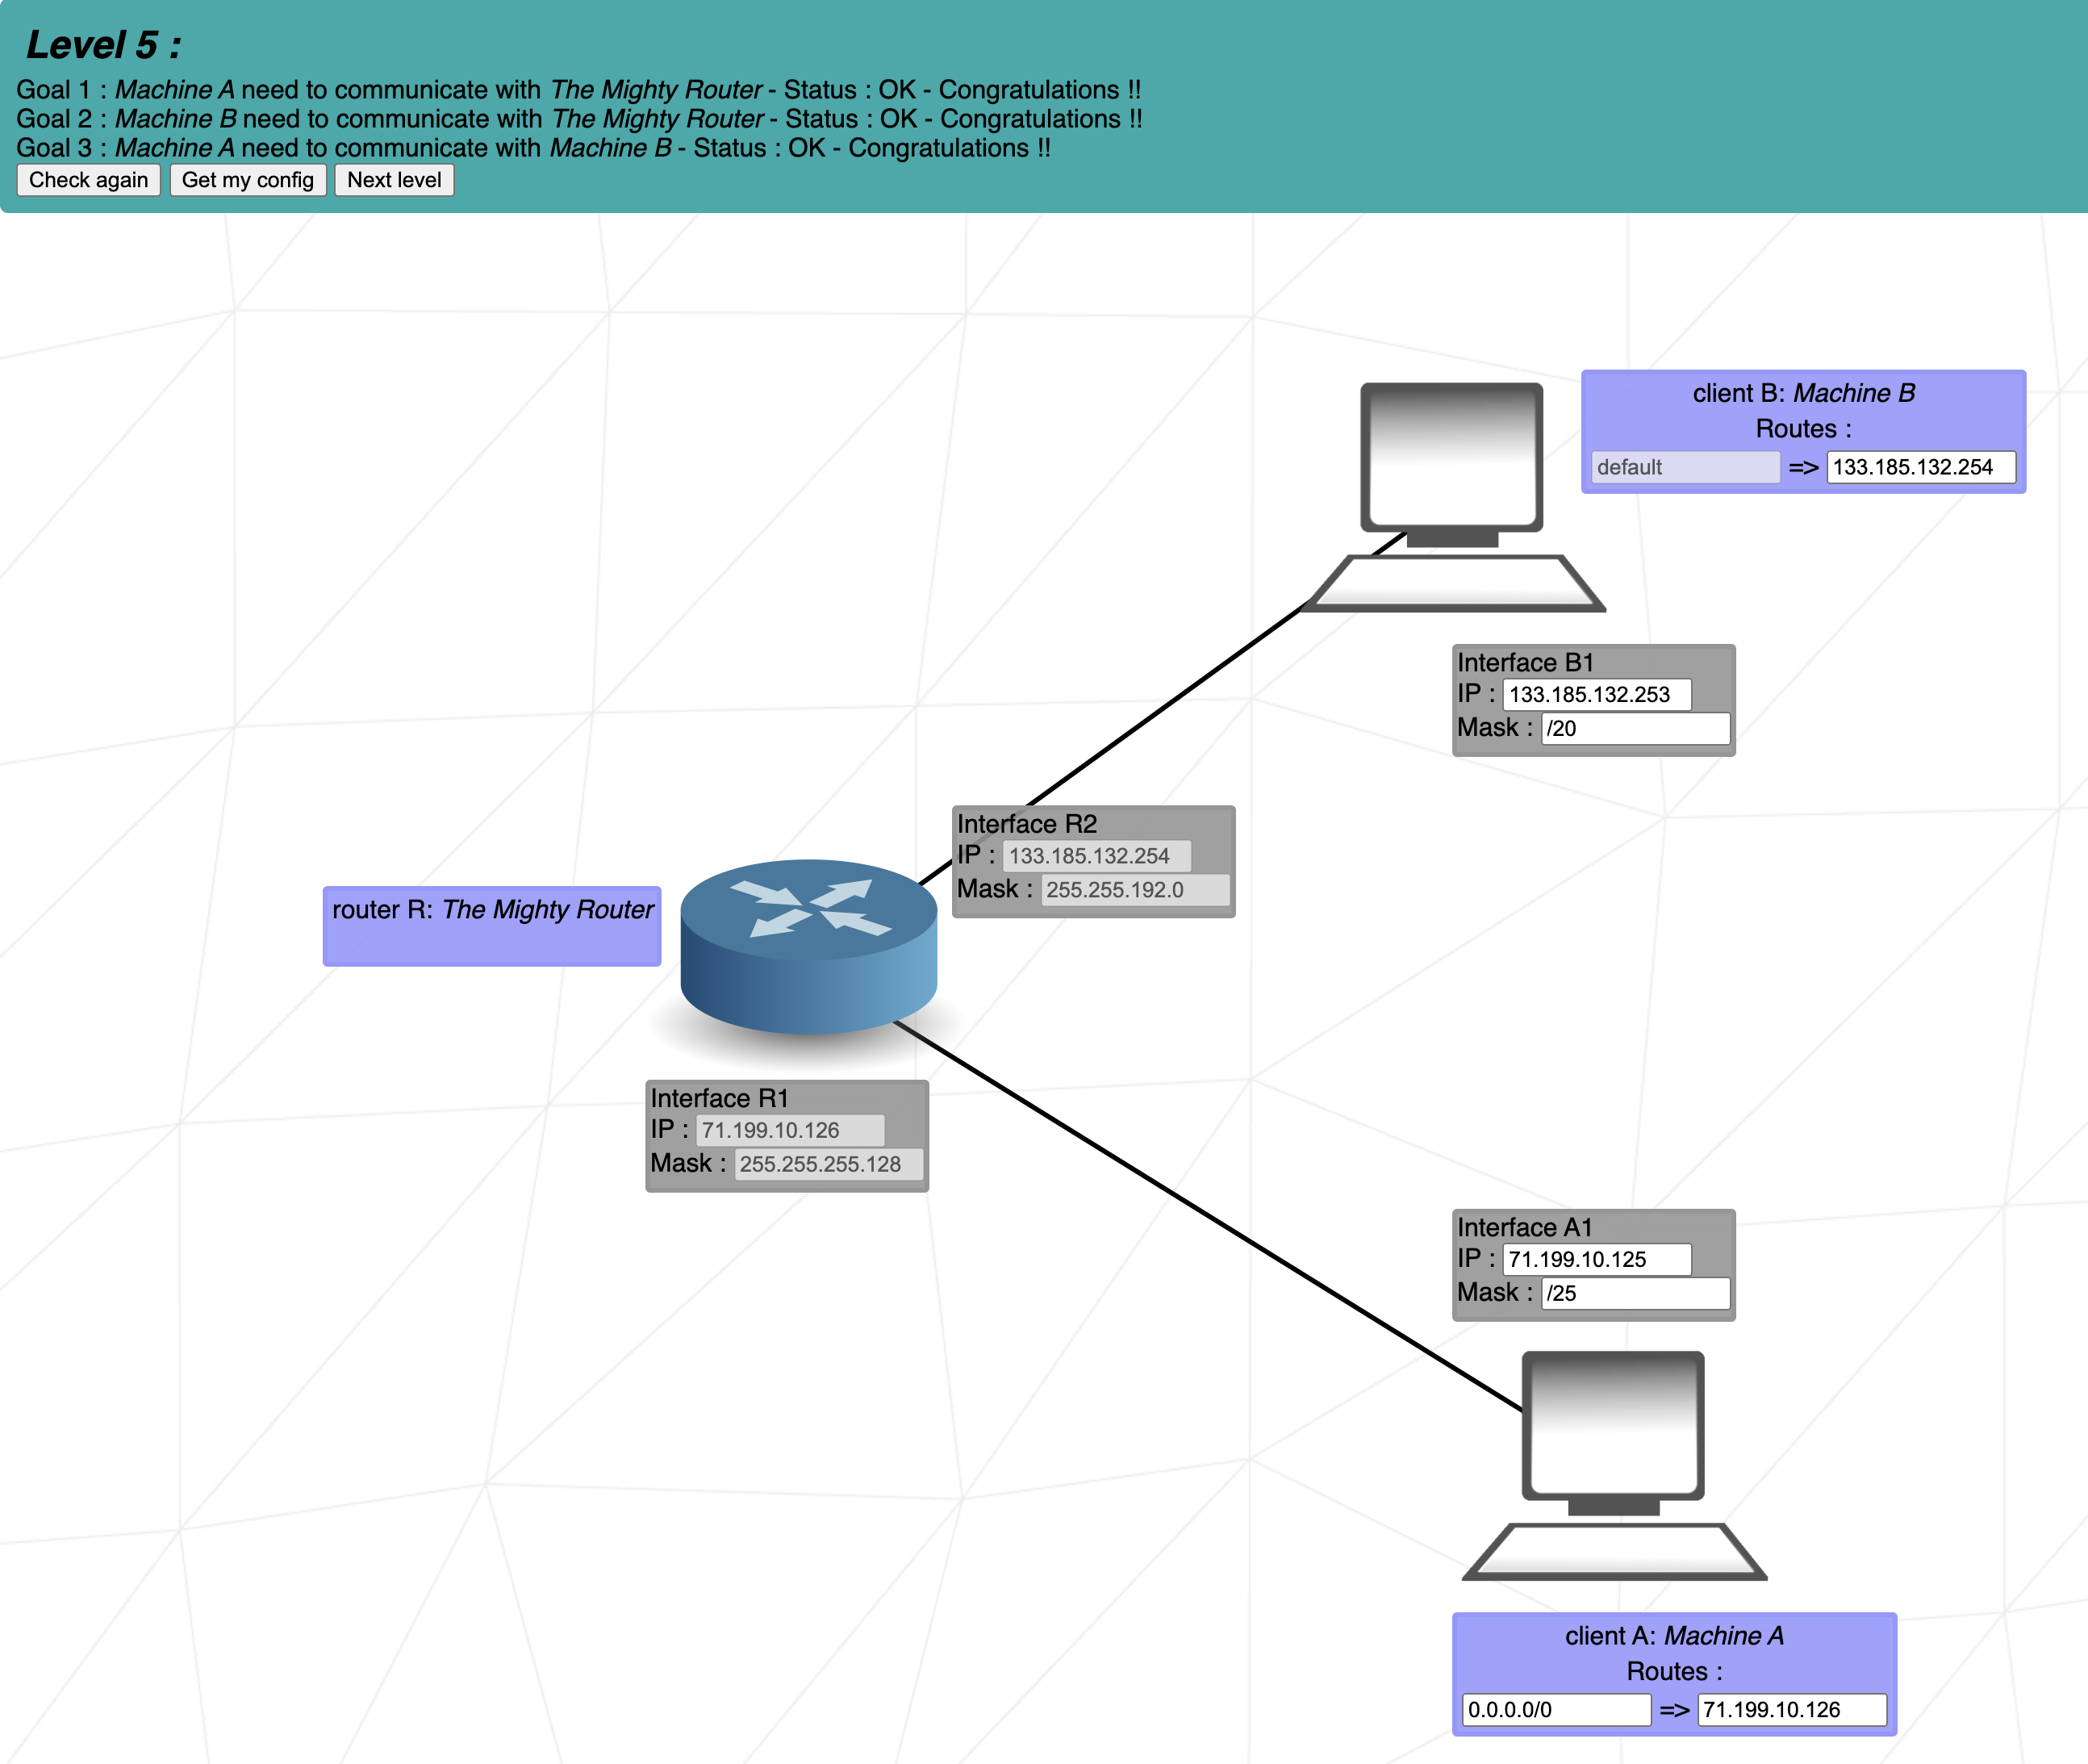 Level 5 :
Goal 1 : Machine A need to communicate with The Mighty Router - Status : OK - Congratulations !!
Goal 2 : Machine B need to communicate with The Mighty Router - Status : OK - Congratulations !!
Goal 3 : Machine A need to communicate with Machine B - Status : OK - Congratulations !!
Check again Get my config Next level
client B: Machine B
Routes :
default => 133.185.132.254
Interface B1
IP : 133.185.132.253
Mask : /20
Interface R2
IP : 133.185.132.254
Mask : 255.255.192.0
router R: The Mighty Router
Interface R1
IP : 71.199.10.126
Mask : 255.255.255.128
Interface A1
IP : 71.199.10.125
Mask : /25
client A: Machine A
Routes :
0.0.0.0/0 => 71.199.10.126